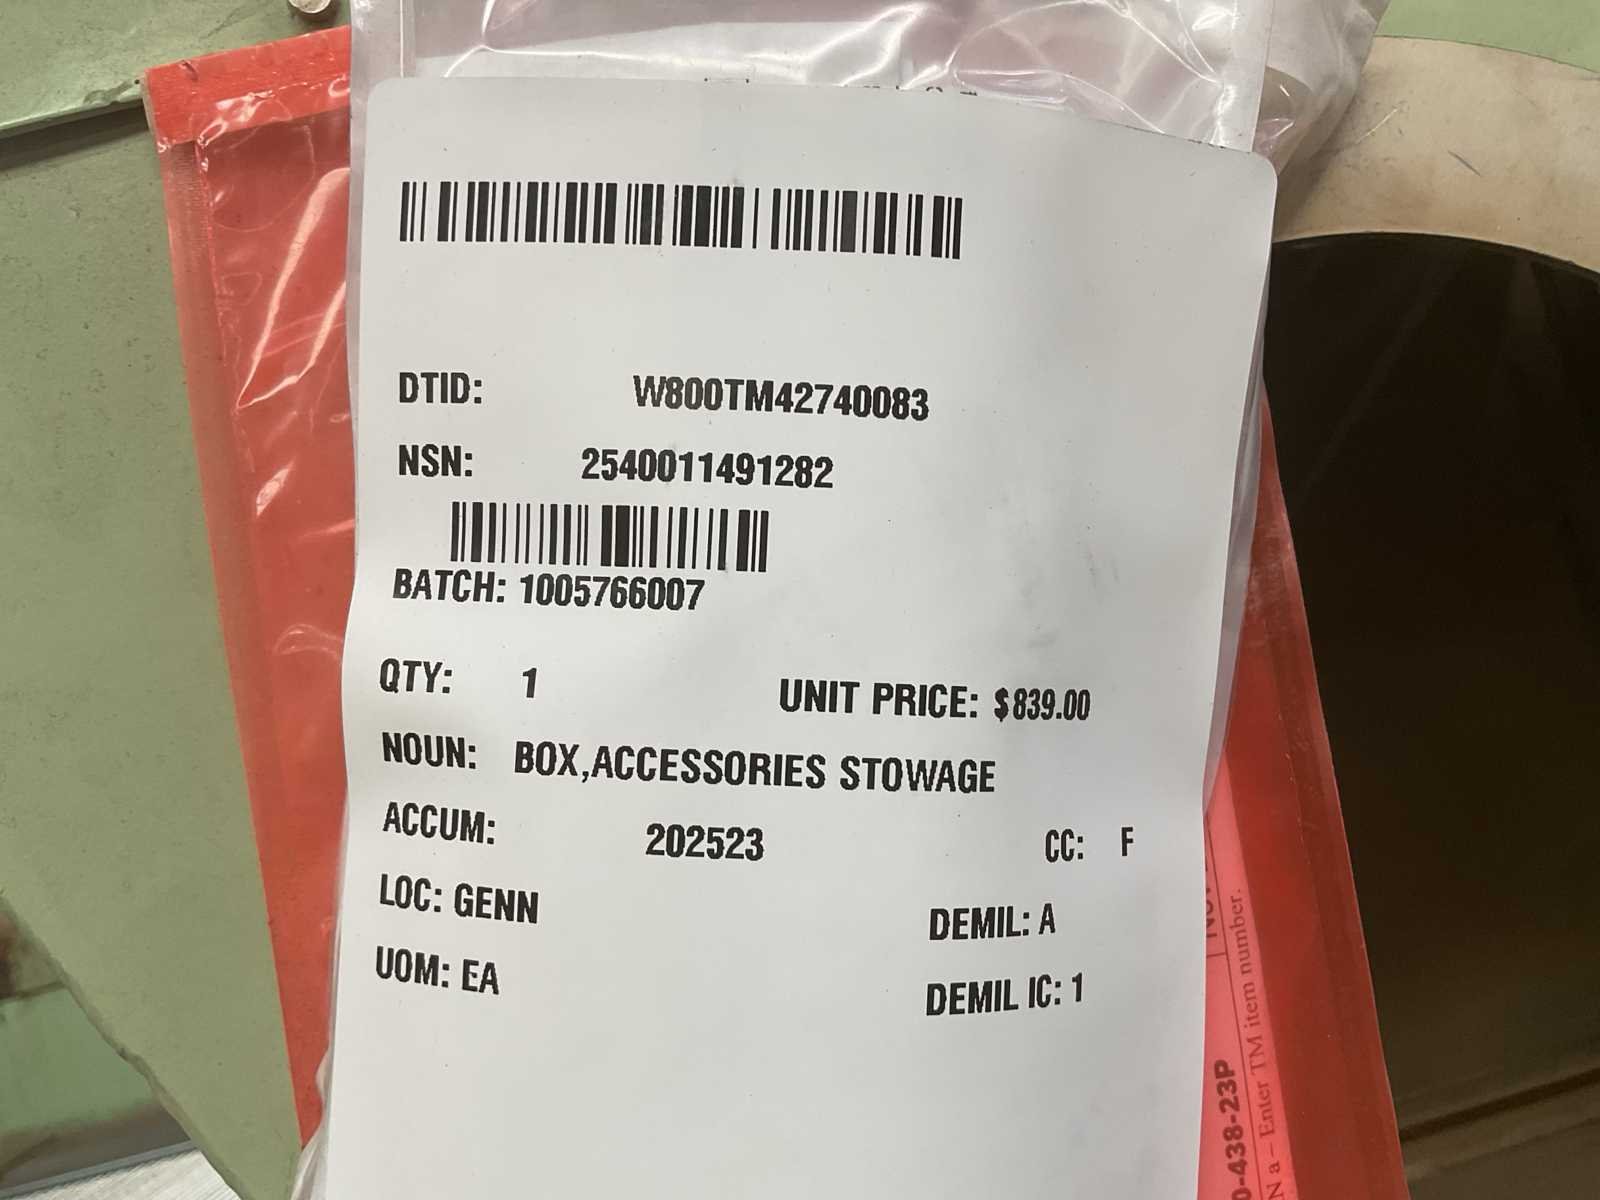 DTID: W800TM42740083
NSN: 2540011491282
BATCH: 1005766007
QTY: 1 UNIT PRICE: $839.00
NOUN: BOX,ACCESSORIES STOWAGE
ACCUM: 202523 CC: F
LOC: GENN DEMIL: A
UOM: EA DEMIL IC: 1
0-438-23P
N a – Enter TM item number.